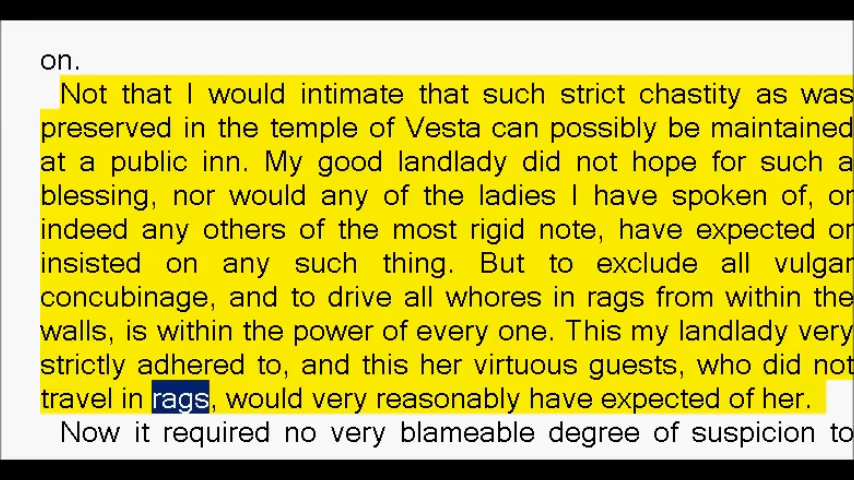 on.
Not that I would intimate that such strict chastity as was
preserved in the temple of Vesta can possibly be maintained
at a public inn. My good landlady did not hope for such a
blessing, nor would any of the ladies I have spoken of, or
indeed any others of the most rigid note, have expected or
insisted on any such thing. But to exclude all vulgar
concubinage, and to drive all whores in rags from within the
walls, is within the power of every one. This my landlady very
strictly adhered to, and this her virtuous guests, who did not
travel in rags, would very reasonably have expected of her.
Now it required no very blameable degree of suspicion to